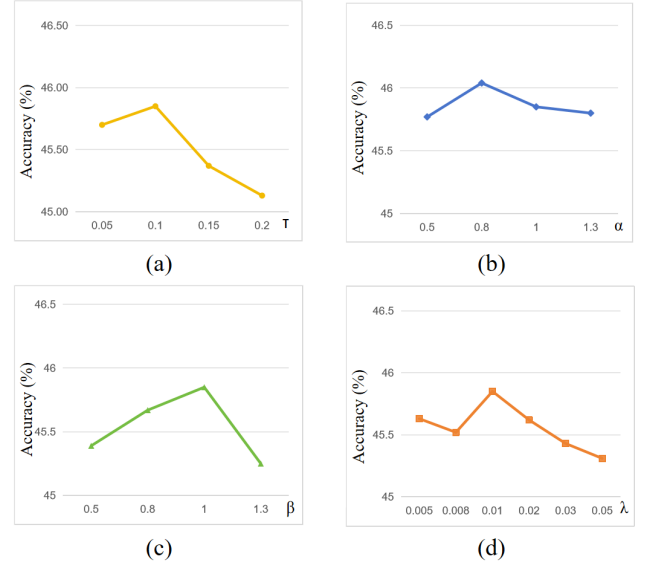 46.50
46.00
45.50
45.00
Accuracy (%)
0.05 0.1 0.15 0.2 τ
(a)
46.5
46
45.5
45
Accuracy (%)
0.5 0.8 1 1.3 α
(b)
46.5
46
45.5
45
Accuracy (%)
0.5 0.8 1 1.3 β
(c)
46.5
46
45.5
45
Accuracy (%)
0.005 0.008 0.01 0.02 0.03 0.05 λ
(d)